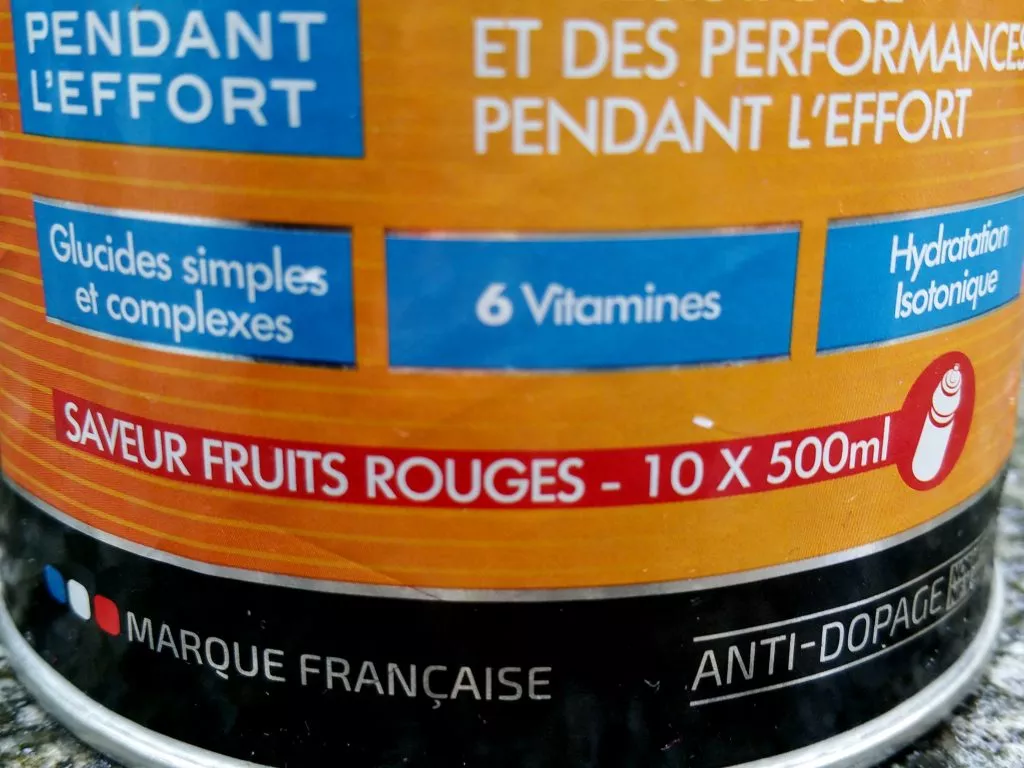 PENDANT
L'EFFORT
ET DES PERFORMANCES
PENDANT L'EFFORT
Glucides simples
et complexes
6 Vitamines
Hydratation
Isotonique
SAVEUR FRUITS ROUGES - 10 X 500ml
MARQUE FRANÇAISE
ANTI-DOPAGE